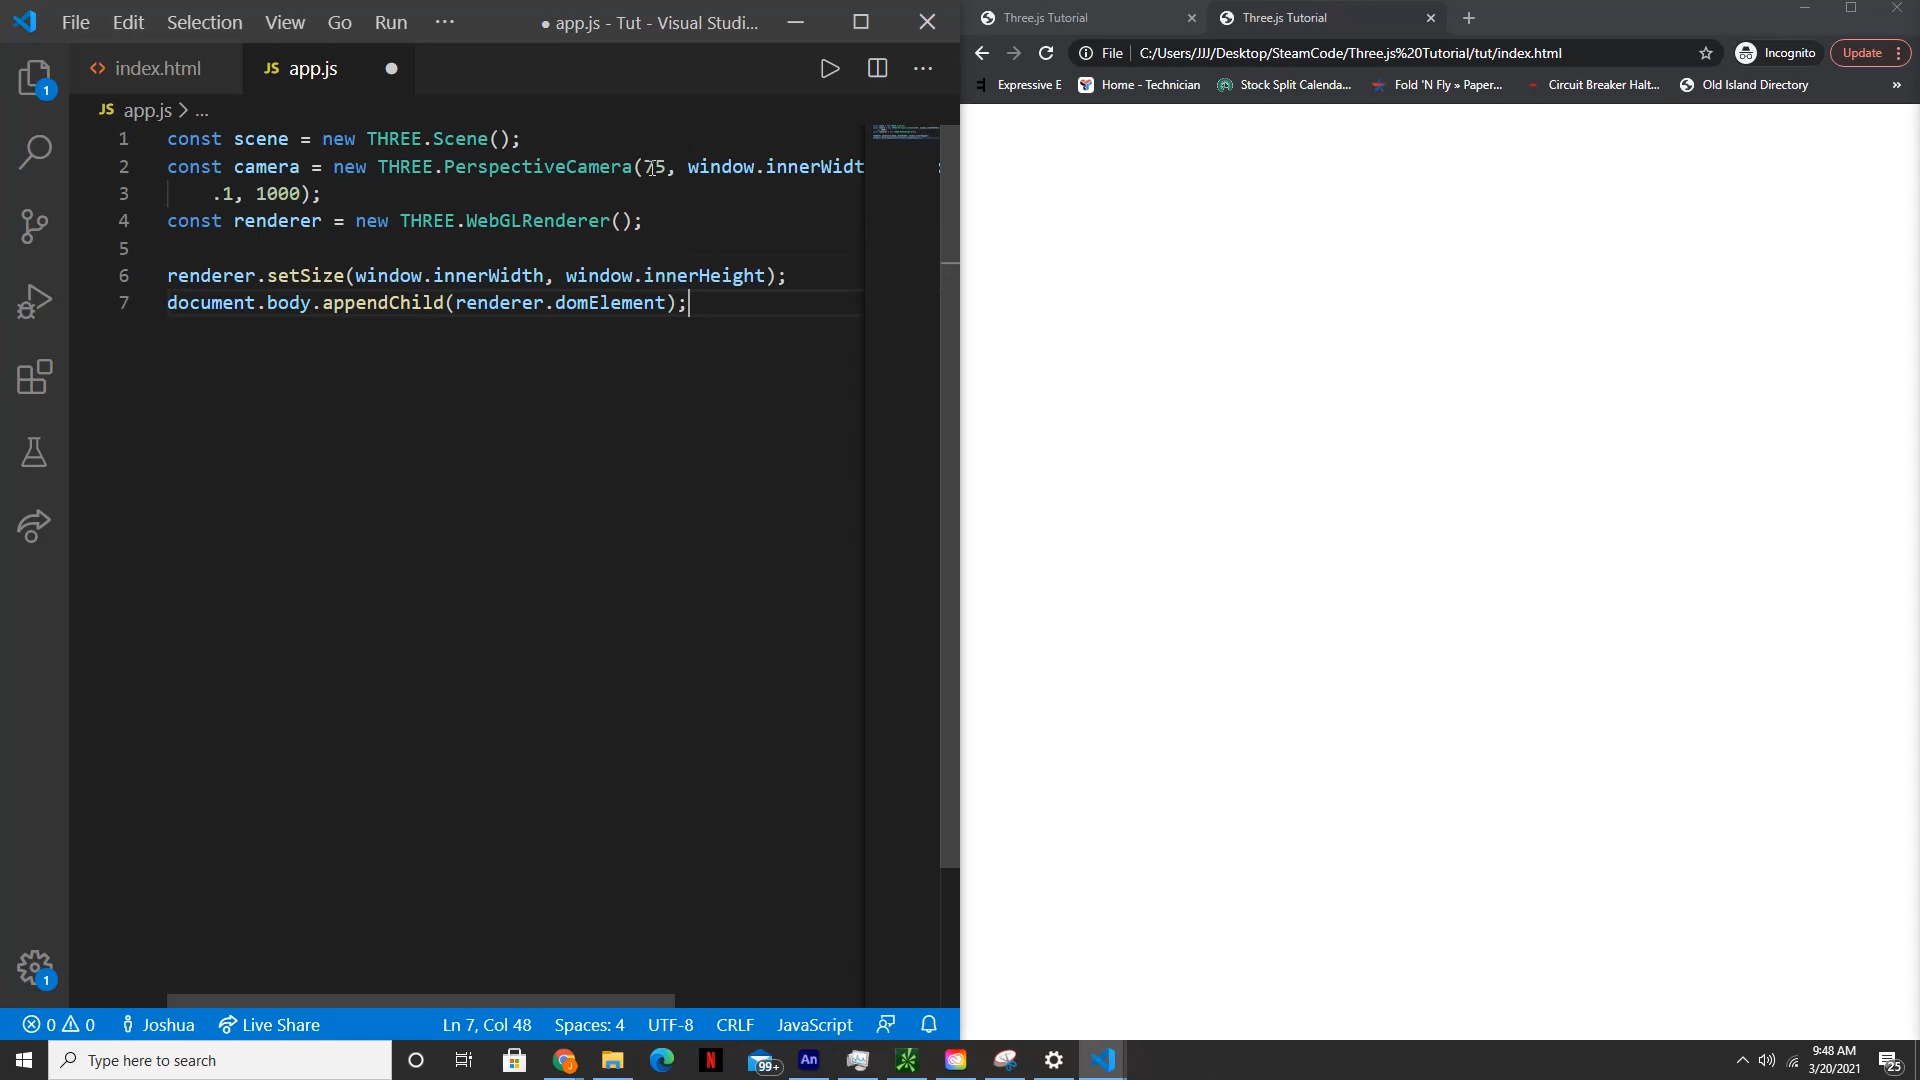 File Edit Selection View Go Run ··· ● app.js - Tut - Visual Studi...
index.html JS app.js ●
JS app.js > ...
1 const scene = new THREE.Scene();
2 const camera = new THREE.PerspectiveCamera(75, window.innerWidt
3 .1, 1000);
4 const renderer = new THREE.WebGLRenderer();
5
6 renderer.setSize(window.innerWidth, window.innerHeight);
7 document.body.appendChild(renderer.domElement);
1
1
0 0 Joshua Live Share Ln 7, Col 48 Spaces: 4 UTF-8 CRLF JavaScript
Three.js Tutorial Three.js Tutorial
File C:/Users/JJJ/Desktop/SteamCode/Three.js%20Tutorial/tut/index.html Incognito Update
Expressive E Home - Technician Stock Split Calenda... Fold 'N Fly » Paper... Circuit Breaker Halt... Old Island Directory »
Type here to search N 99+ An 9:48 AM
3/20/2021 25